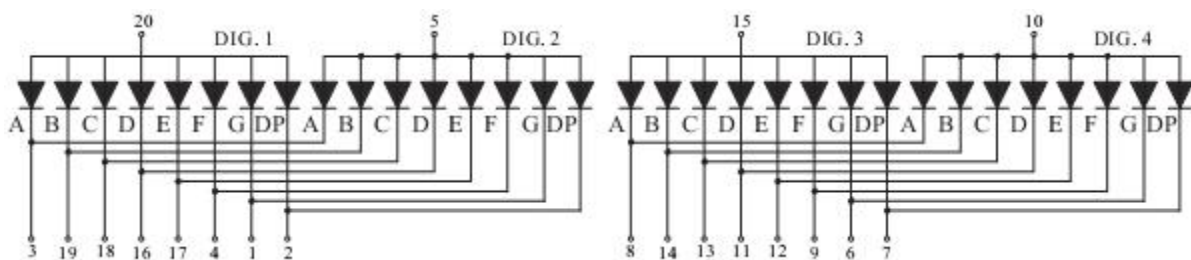 20 5 15 10
DIG. 1 DIG. 2 DIG. 3 DIG. 4
A B C D E F G DP A B C D E F G DP A B C D E F G DP A B C D E F G DP
3 19 18 16 17 4 1 2 8 14 13 11 12 9 6 7